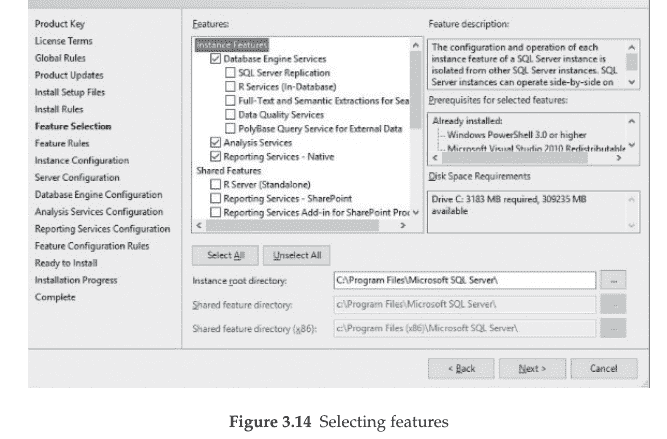 Product Key
License Terms
Global Rules
Product Updates
Install Setup Files
Install Rules
Feature Selection
Feature Rules
Instance Configuration
Server Configuration
Database Engine Configuration
Analysis Services Configuration
Reporting Services Configuration
Feature Configuration Rules
Ready to Install
Installation Progress
Complete
Features:
Instance Features
Database Engine Services
SQL Server Replication
R Services (In-Database)
Full-Text and Semantic Extractions for Sea
Data Quality Services
PolyBase Query Service for External Data
Analysis Services
Reporting Services - Native
Shared Features
R Server (Standalone)
Reporting Services - SharePoint
Reporting Services Add-in for SharePoint Proc
Feature description:
The configuration and operation of each
instance feature of a SQL Server instance is
isolated from other SQL Server instances. SQL
Server instances can operate side-by-side on
Prerequisites for selected features:
Already installed:
Windows PowerShell 3.0 or higher
Microsoft Visual Studio 2010 Redistributable
Disk Space Requirements
Drive C: 3183 MB required, 309235 MB
available
Select All
Unselect All
Instance root directory:
C:\Program Files\Microsoft SQL Server\
...
Shared feature directory:
c:\Program Files\Microsoft SQL Server\
...
Shared feature directory (x86):
c:\Program Files (x86)\Microsoft SQL Server\
...
< Back
Next >
Cancel
Figure 3.14 Selecting features